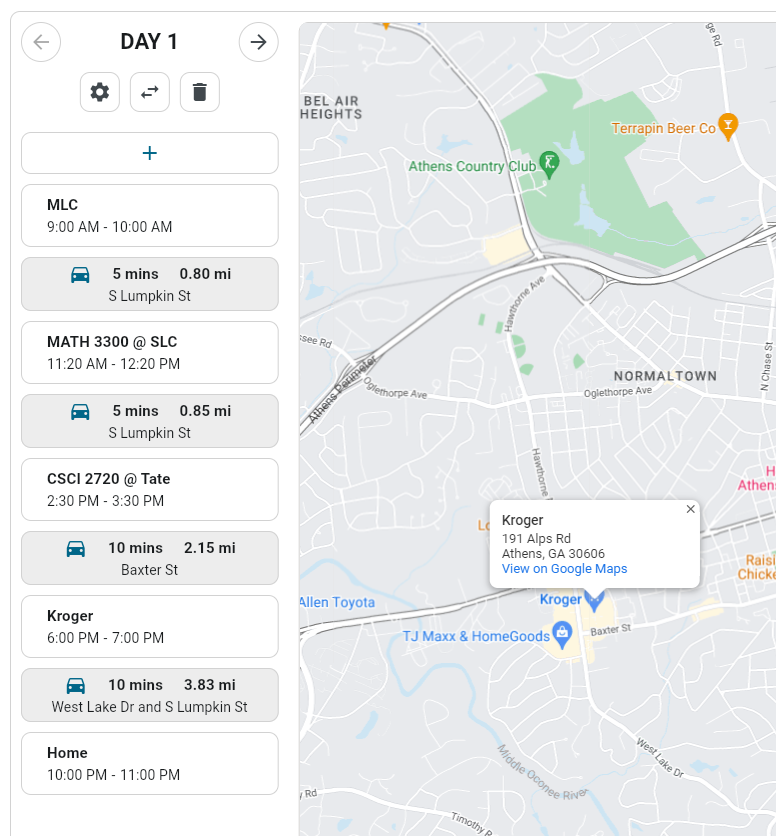 DAY 1
+
MLC
9:00 AM - 10:00 AM
5 mins 0.80 mi
S Lumpkin St
MATH 3300 @ SLC
11:20 AM - 12:20 PM
5 mins 0.85 mi
S Lumpkin St
CSCI 2720 @ Tate
2:30 PM - 3:30 PM
10 mins 2.15 mi
Baxter St
Kroger
6:00 PM - 7:00 PM
10 mins 3.83 mi
West Lake Dr and S Lumpkin St
Home
10:00 PM - 11:00 PM
ge Rd
BEL AIR
HEIGHTS
Terrapin Beer Co
Athens Country Club
Hawthorne Ave
ssee Rd
Athens Perimeter
Oglethorpe Ave
NORMALTOWN
Oglethorpe Ave
N Chase St
Hawthorne Av
H
Athens
Lo
Kroger
191 Alps Rd
Athens, GA 30606
View on Google Maps
Raisi
Chicke
Allen Toyota
Kroger
TJ Maxx & HomeGoods
Baxter St
West Lake Dr
Middle Oconee River
y Rd
Timothy R